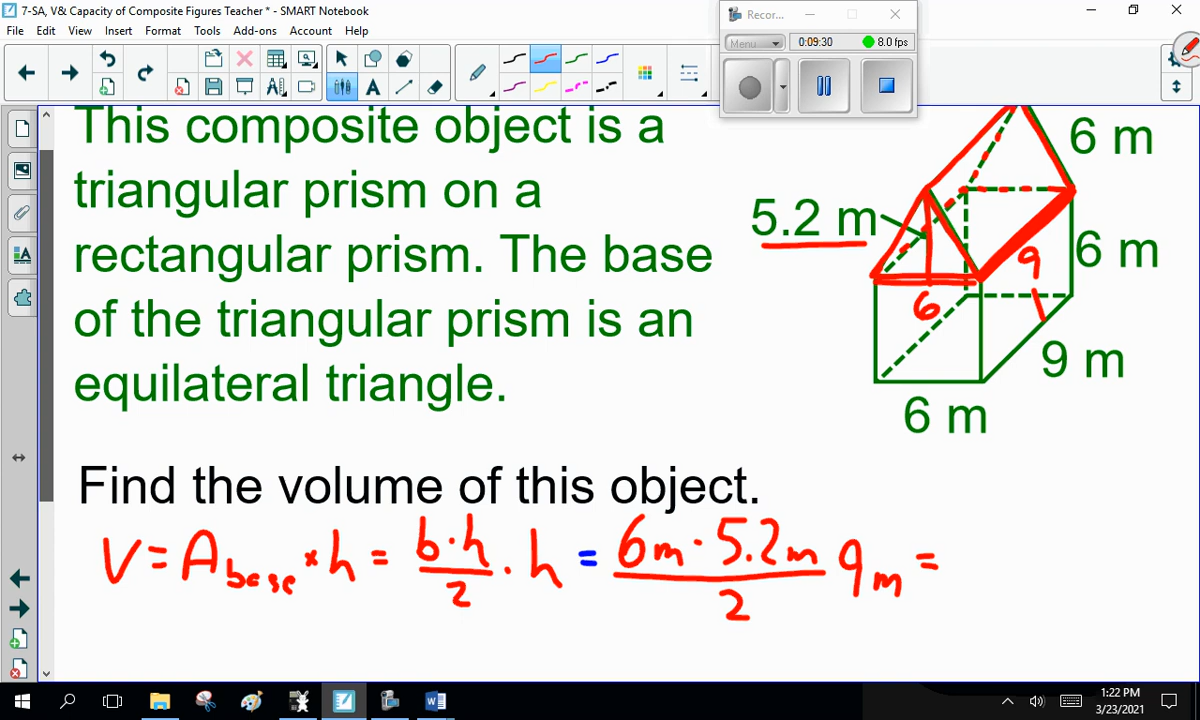 7-SA, V& Capacity of Composite Figures Teacher * - SMART Notebook
Recor...
File Edit View Insert Format Tools Add-ons Account Help
Menu
0:09:30
8.0 fps
This composite object is a
triangular prism on a
rectangular prism. The base
of the triangular prism is an
equilateral triangle.
6 m
5.2 m
6 m
9
6
9 m
6 m
Find the volume of this object.
V = A base × h = b·h / 2 · h = 6m · 5.2m / 2 9m =
1:22 PM
3/23/2021